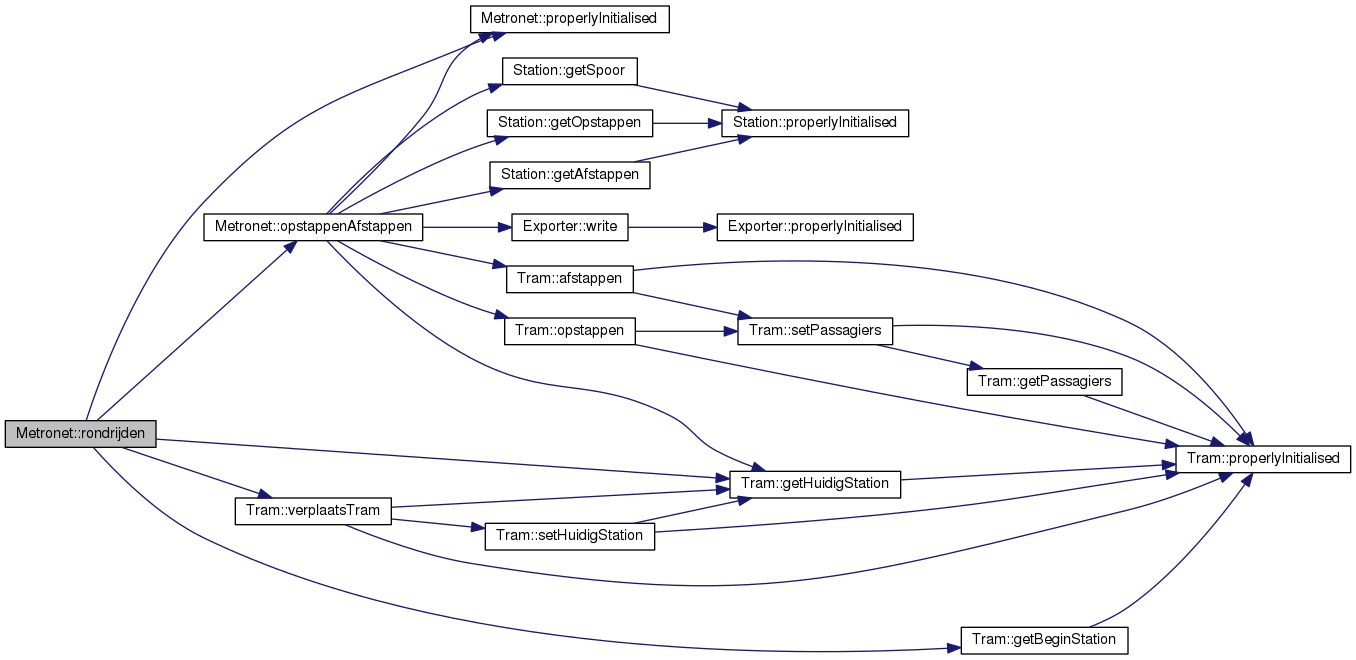 Metronet::properlyInitialised
Station::getSpoor
Station::getOpstappen
Station::properlyInitialised
Station::getAfstappen
Metronet::opstappenAfstappen
Exporter::write
Exporter::properlyInitialised
Tram::afstappen
Tram::opstappen
Tram::setPassagiers
Tram::getPassagiers
Metronet::rondrijden
Tram::properlyInitialised
Tram::getHuidigStation
Tram::verplaatsTram
Tram::setHuidigStation
Tram::getBeginStation